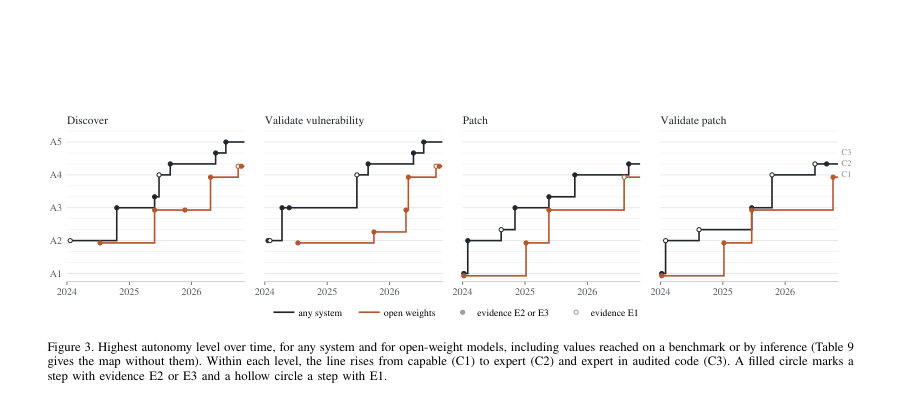 Discover
Validate vulnerability
Patch
Validate patch
A5
A4
A3
A2
A1
C3
C2
C1
2024 2025 2026
2024 2025 2026
2024 2025 2026
2024 2025 2026
any system open weights evidence E2 or E3 evidence E1
Figure 3. Highest autonomy level over time, for any system and for open-weight models, including values reached on a benchmark or by inference (Table 9
gives the map without them). Within each level, the line rises from capable (C1) to expert (C2) and expert in audited code (C3). A filled circle marks a
step with evidence E2 or E3 and a hollow circle a step with E1.